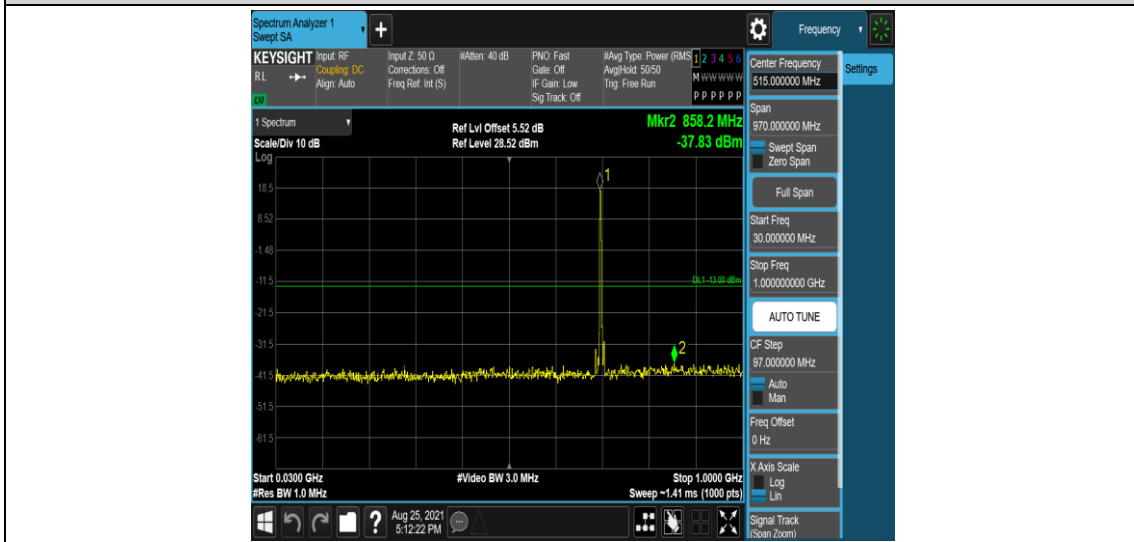 Spectrum Analyzer 1
Swept SA
+
Frequency
KEYSIGHT
RL
LXI
Input: RF
Coupling: DC
Align: Auto
Input Z: 50 Ω
Corrections: Off
Freq Ref: Int (S)
#Atten: 40 dB
PNO: Fast
Gate: Off
IF Gain: Low
Sig Track: Off
#Avg Type: Power (RMS
Avg|Hold: 50/50
Trig: Free Run
1 2 3 4 5 6
M W W W W W
P P P P P P
1 Spectrum
Scale/Div 10 dB
Log
Ref Lvl Offset 5.52 dB
Ref Level 28.52 dBm
Mkr2 858.2 MHz
-37.83 dBm
1
18.5
8.52
-1.48
-11.5
DL1 -13.00 dBm
-21.5
-31.5
2
-41.5
-51.5
-61.5
Start 0.0300 GHz
#Res BW 1.0 MHz
#Video BW 3.0 MHz
Stop 1.0000 GHz
Sweep ~1.41 ms (1000 pts)
Center Frequency
515.000000 MHz
Settings
Span
970.000000 MHz
Swept Span
Zero Span
Full Span
Start Freq
30.000000 MHz
Stop Freq
1.000000000 GHz
AUTO TUNE
CF Step
97.000000 MHz
Auto
Man
Freq Offset
0 Hz
X Axis Scale
Log
Lin
Signal Track
(Span Zoom)
?
Aug 25, 2021
5:12:22 PM